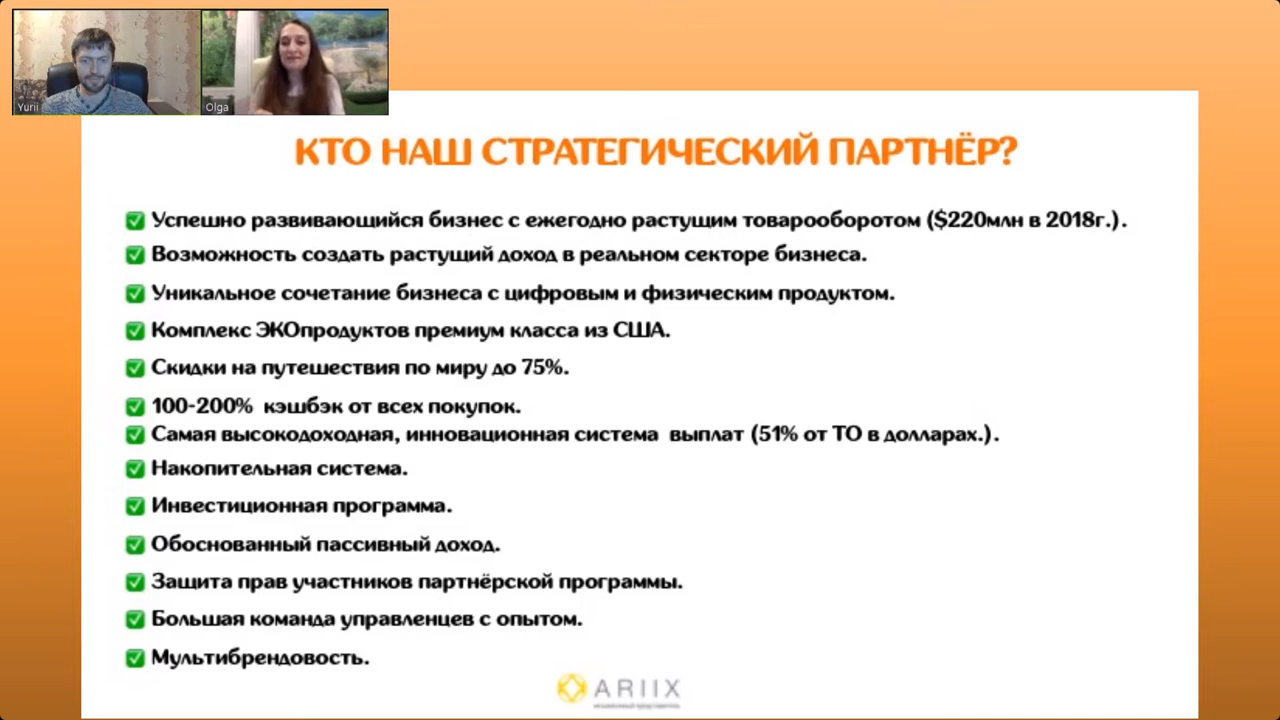 Yurii
Olga
КТО НАШ СТРАТЕГИЧЕСКИЙ ПАРТНЁР?
Успешно развивающийся бизнес с ежегодно растущим товарооборотом ($220млн в 2018г.).
Возможность создать растущий доход в реальном секторе бизнеса.
Уникальное сочетание бизнеса с цифровым и физическим продуктом.
Комплекс ЭКОпродуктов премиум класса из США.
Скидки на путешествия по миру до 75%.
100-200% кэшбэк от всех покупок.
Самая высокодоходная, инновационная система выплат (51% от ТО в долларах.).
Накопительная система.
Инвестиционная программа.
Обоснованный пассивный доход.
Защита прав участников партнёрской программы.
Большая команда управленцев с опытом.
Мультибрендовость.
ARIIX